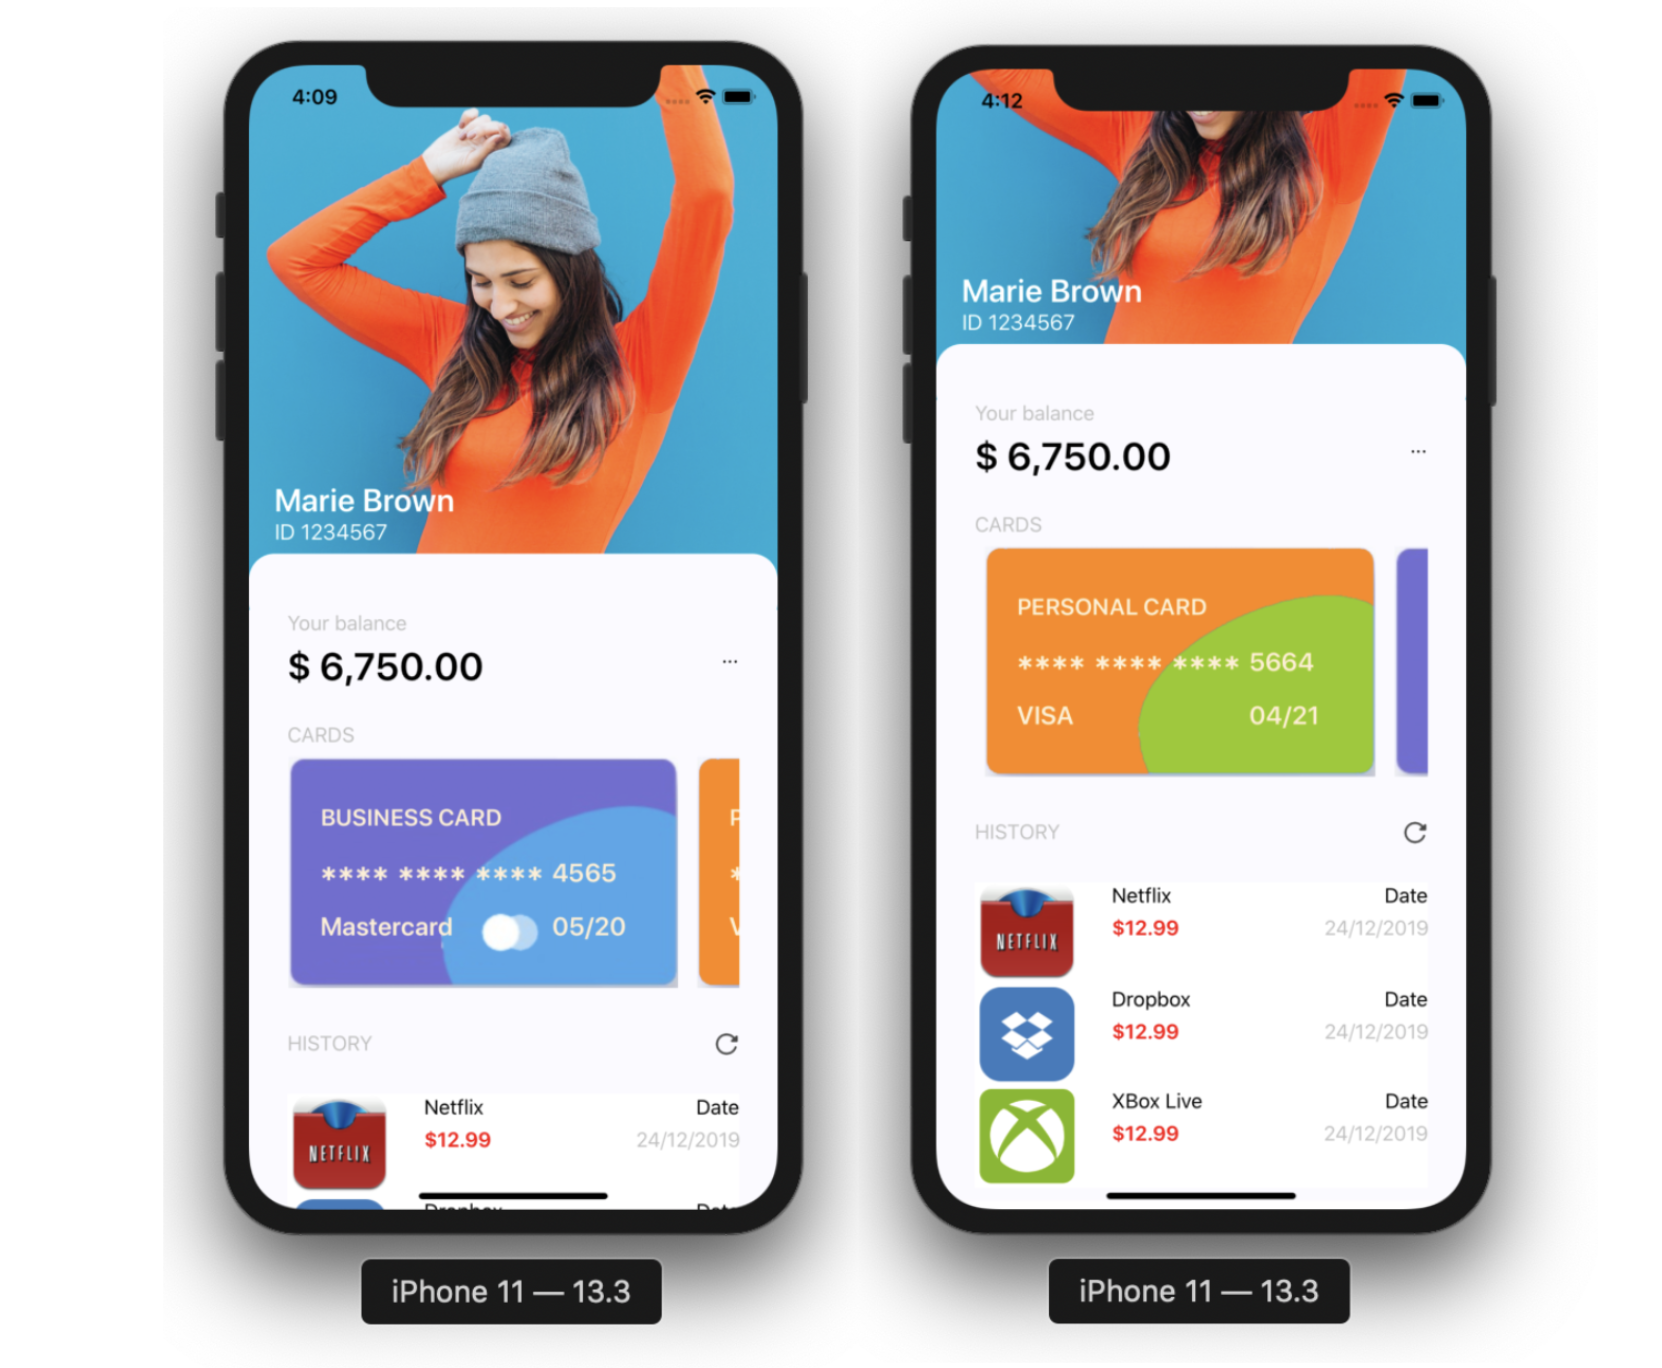 4:09
Marie Brown
ID 1234567
Your balance
$ 6,750.00
...
CARDS
BUSINESS CARD
P
**** **** **** 4565
*
Mastercard 05/20
V
HISTORY
Netflix Date
NETFLIX
$12.99 24/12/2019
Dropbox Date
iPhone 11 — 13.3
4:12
Marie Brown
ID 1234567
Your balance
$ 6,750.00
...
CARDS
PERSONAL CARD
**** **** **** 5664
VISA 04/21
HISTORY
Netflix Date
NETFLIX
$12.99 24/12/2019
Dropbox Date
$12.99 24/12/2019
XBox Live Date
$12.99 24/12/2019
iPhone 11 — 13.3